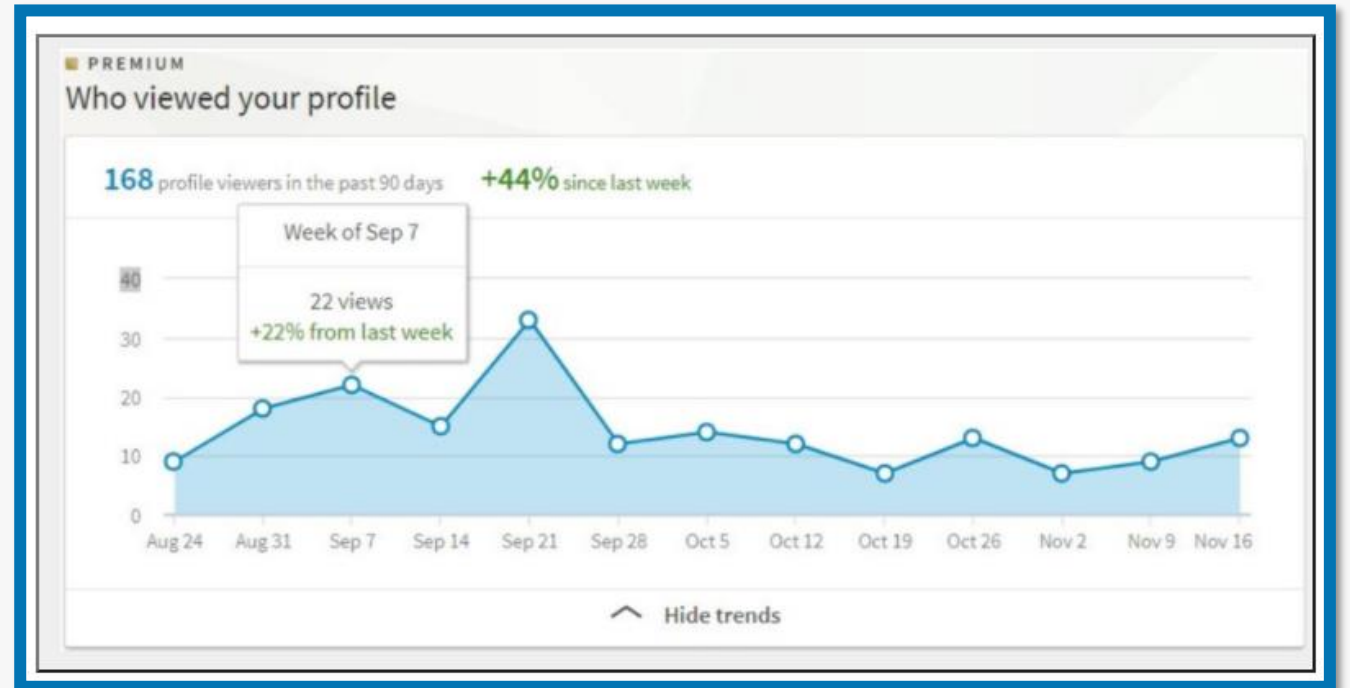 PREMIUM
Who viewed your profile
168 profile viewers in the past 90 days +44% since last week
Week of Sep 7
22 views
+22% from last week
40
30
20
10
0
Aug 24 Aug 31 Sep 7 Sep 14 Sep 21 Sep 28 Oct 5 Oct 12 Oct 19 Oct 26 Nov 2 Nov 9 Nov 16
Hide trends